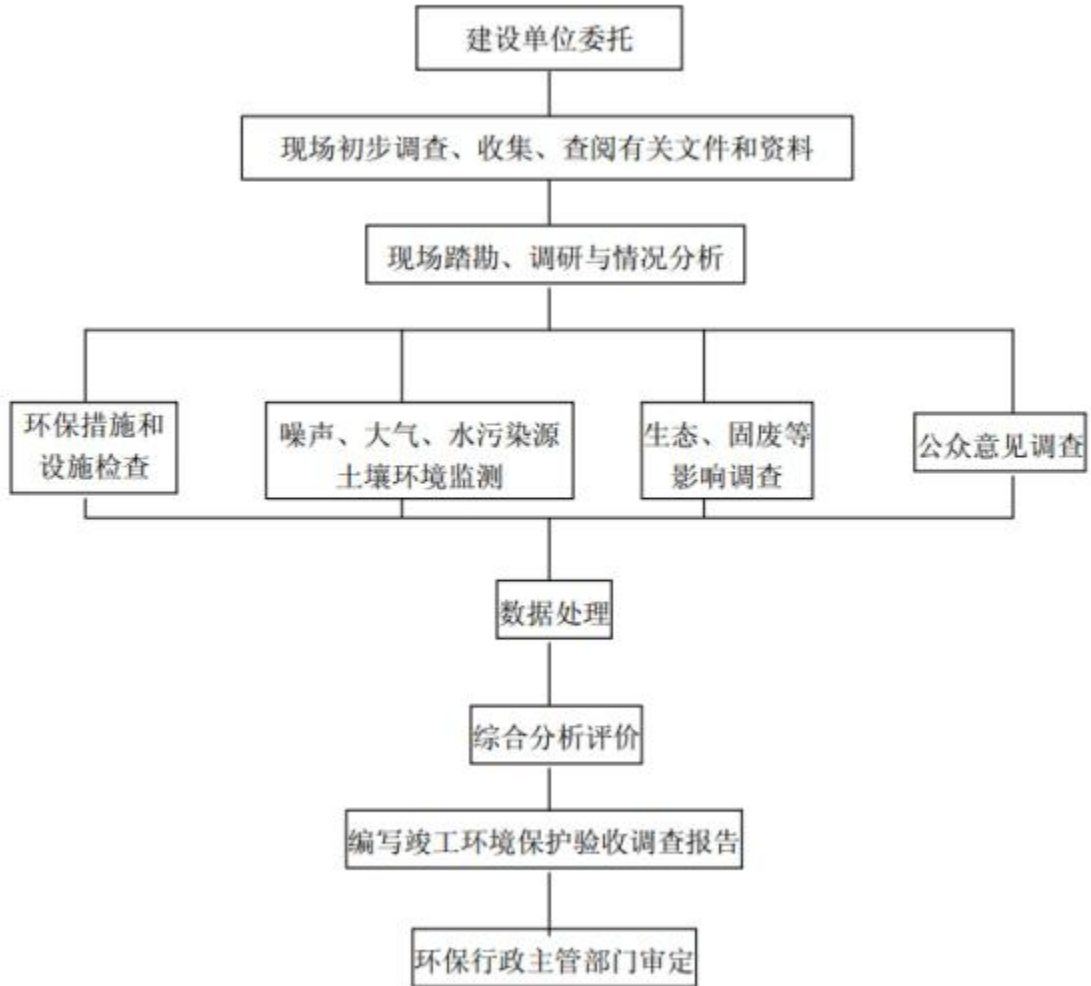 建设单位委托
现场初步调查、收集、查阅有关文件和资料
现场踏勘、调研与情况分析
环保措施和
设施检查
噪声、大气、水污染源
土壤环境监测
生态、固废等
影响调查
公众意见调查
数据处理
综合分析评价
编写竣工环境保护验收调查报告
环保行政主管部门审定